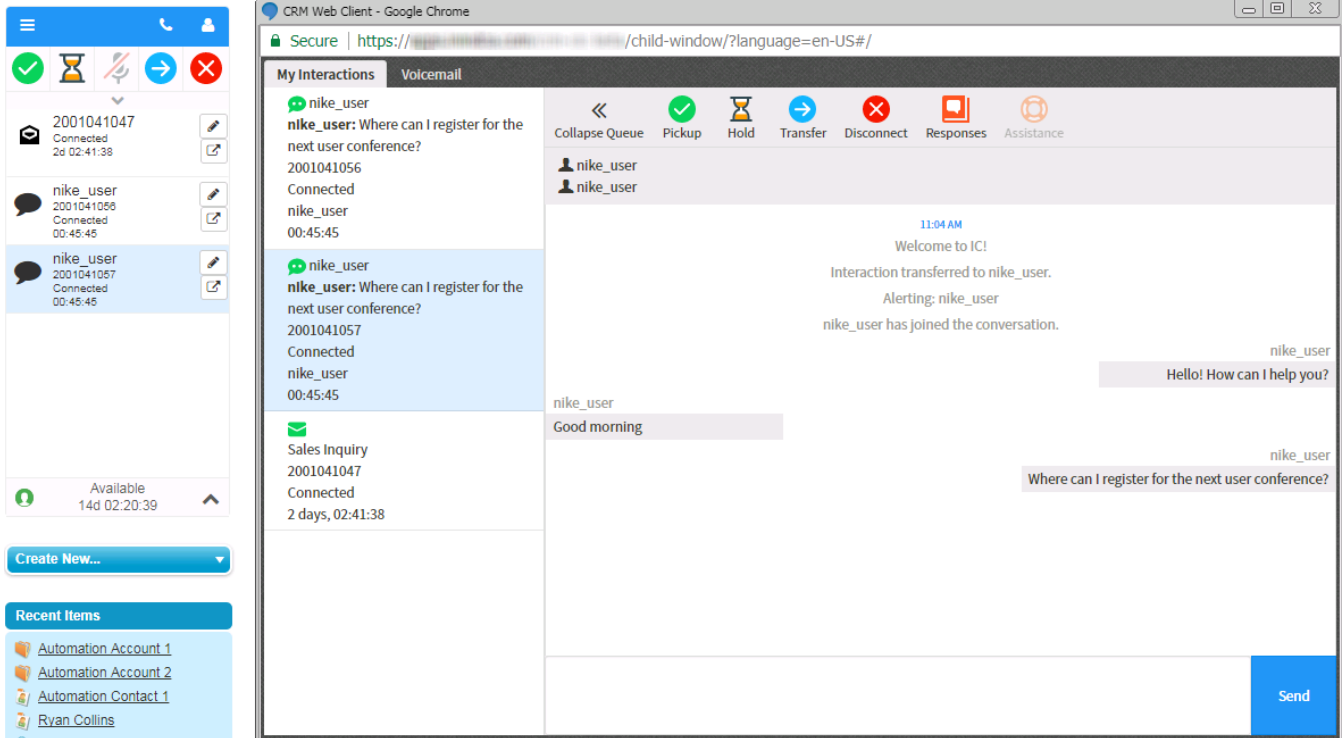 2001041047
Connected
2d 02:41:38
nike_user
2001041056
Connected
00:45:45
nike_user
2001041057
Connected
00:45:45
Available
14d 02:20:39
Create New...
Recent Items
Automation Account 1
Automation Account 2
Automation Contact 1
Ryan Collins
CRM Web Client - Google Chrome
Secure | https:// /child-window/?language=en-US#/
My Interactions Voicemail
nike_user
nike_user: Where can I register for the
next user conference?
2001041056
Connected
nike_user
00:45:45
nike_user
nike_user: Where can I register for the
next user conference?
2001041057
Connected
nike_user
00:45:45
Sales Inquiry
2001041047
Connected
2 days, 02:41:38
Collapse Queue Pickup Hold Transfer Disconnect Responses Assistance
nike_user
nike_user
11:04 AM
Welcome to IC!
Interaction transferred to nike_user.
Alerting: nike_user
nike_user has joined the conversation.
nike_user
Hello! How can I help you?
nike_user
Good morning
nike_user
Where can I register for the next user conference?
Send